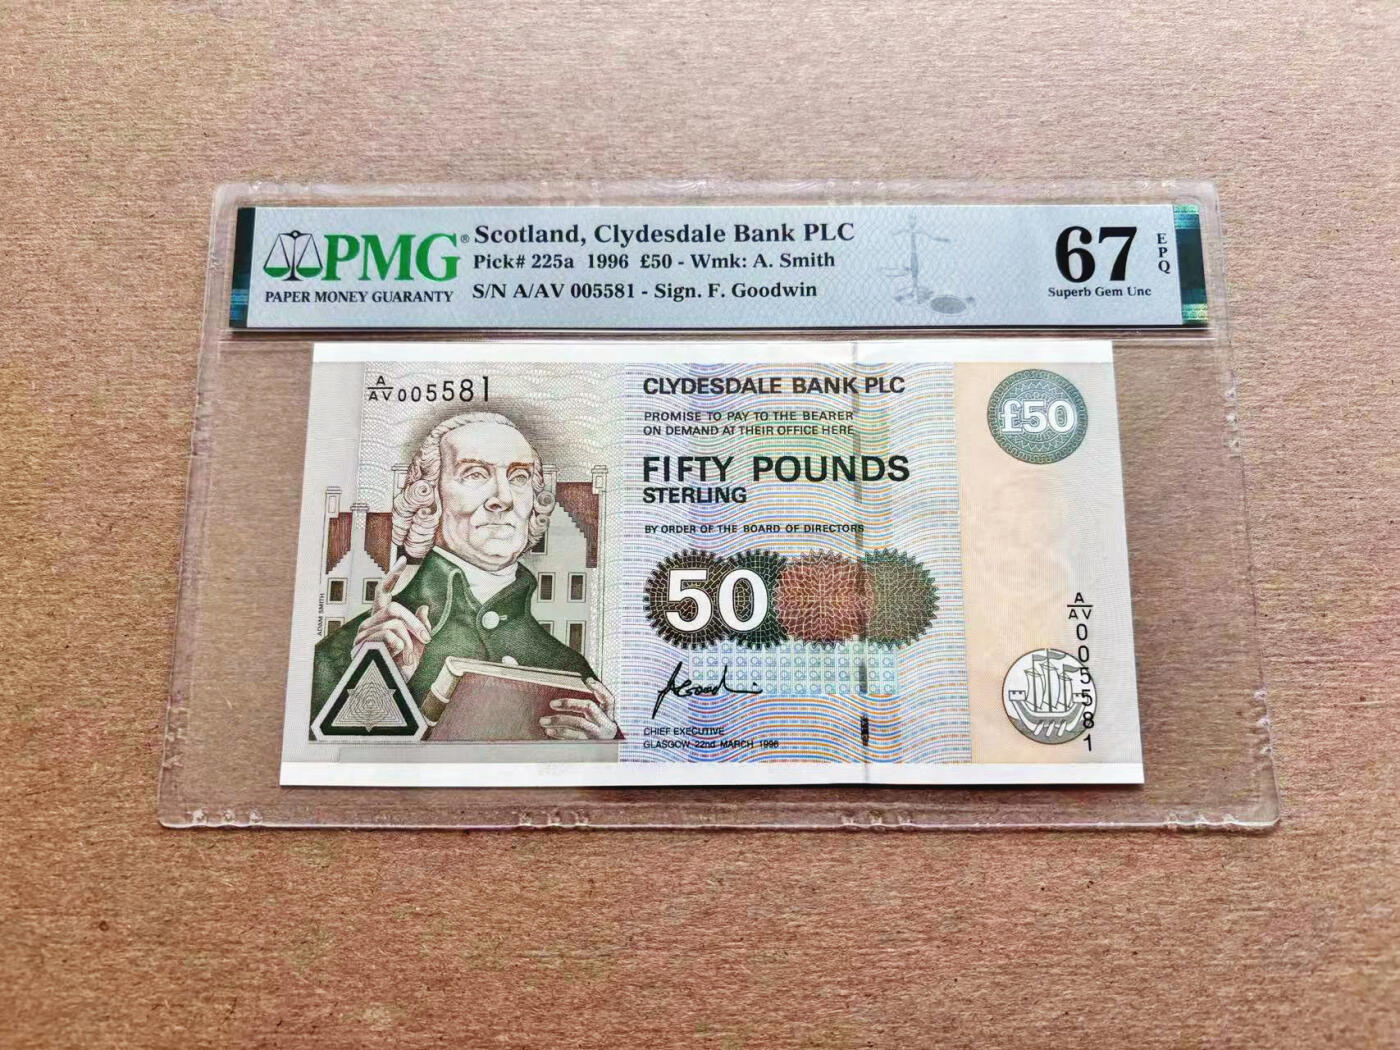 PMG®
PAPER MONEY GUARANTY
Scotland, Clydesdale Bank PLC
Pick# 225a 1996 £50 - Wmk: A. Smith
S/N A/AV 005581 - Sign. F. Goodwin
67
EPQ
Superb Gem Unc
A/AV 005581
CLYDESDALE BANK PLC
PROMISE TO PAY TO THE BEARER
ON DEMAND AT THEIR OFFICE HERE
FIFTY POUNDS
STERLING
BY ORDER OF THE BOARD OF DIRECTORS
£50
50
ADAM SMITH
CHIEF EXECUTIVE
GLASGOW 22nd MARCH 1996
A/AV 005581